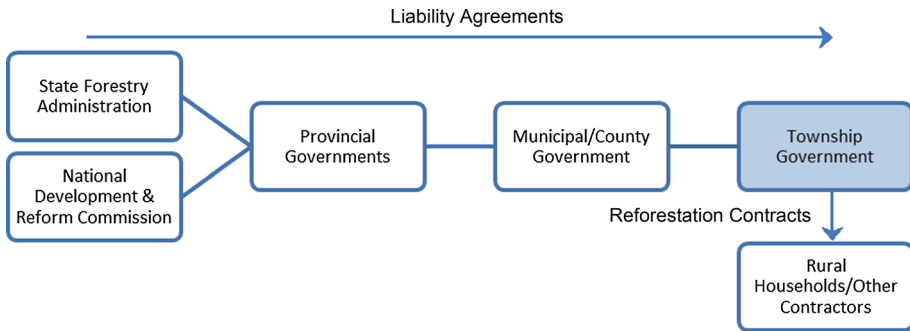 Liability Agreements
State Forestry
Administration
National
Development &
Reform Commission
Provincial
Governments
Municipal/County
Government
Township
Government
Reforestation Contracts
Rural
Households/Other
Contractors